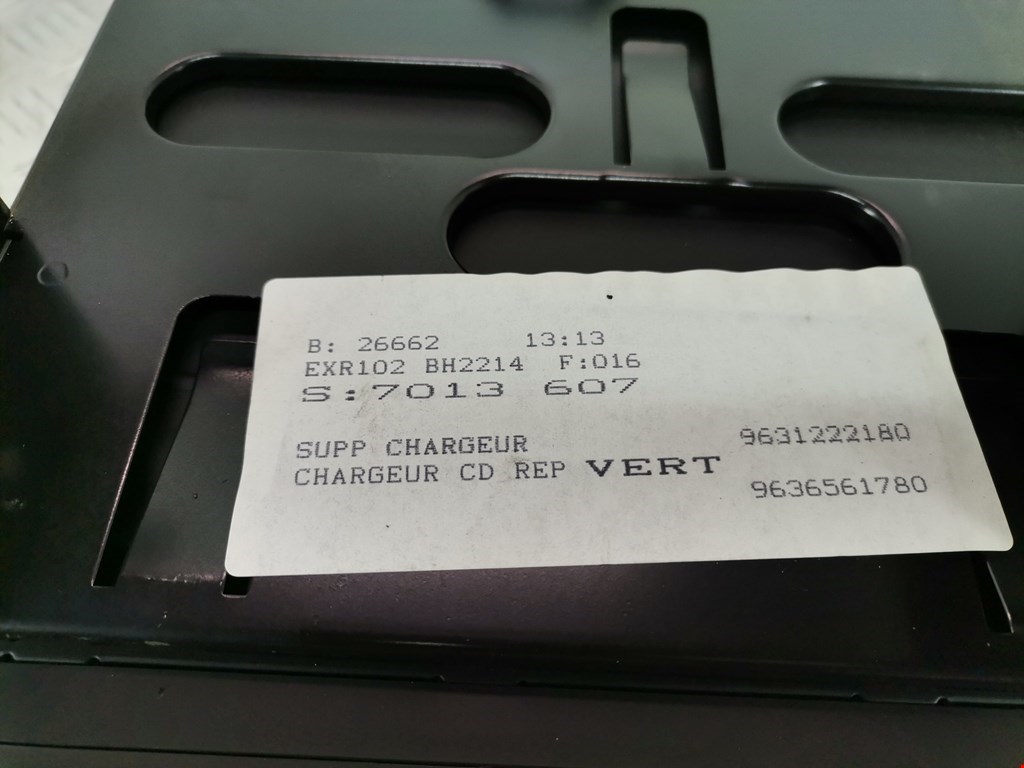 B: 26662 13:13
EXR102 BH2214 F:016
S:7013 607
SUPP CHARGEUR 9631222180
CHARGEUR CD REP VERT
9636561780